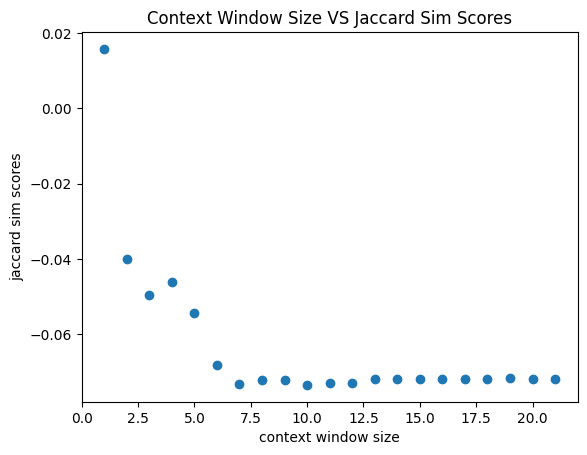 Context Window Size VS Jaccard Sim Scores
0.02
0.00
−0.02
−0.04
−0.06
jaccard sim scores
0.0 2.5 5.0 7.5 10.0 12.5 15.0 17.5 20.0
context window size